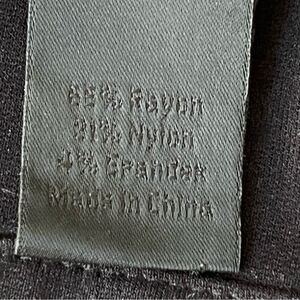 65% Rayon
31% Nylon
4% Spandex
Made in China